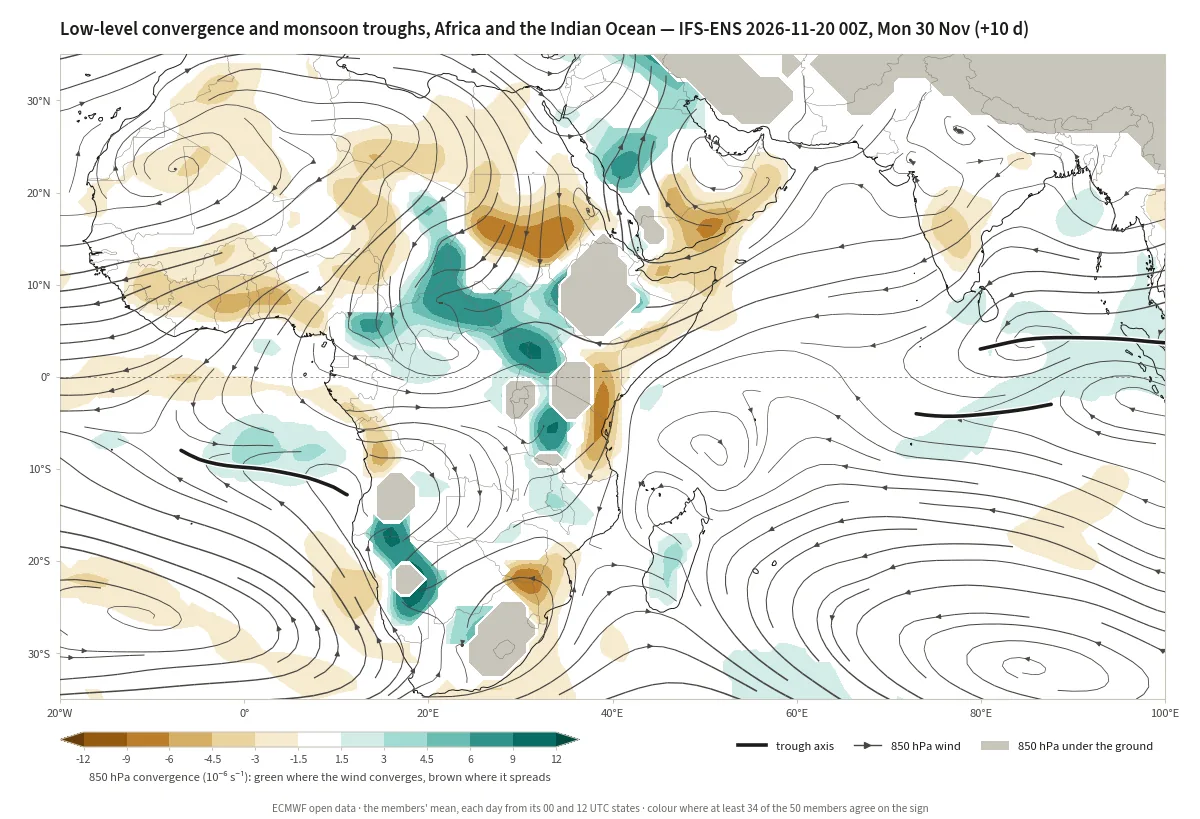 Low-level convergence and monsoon troughs, Africa and the Indian Ocean — IFS-ENS 2026-11-20 00Z, Mon 30 Nov (+10 d)
30°N
20°N
10°N
0°
10°S
20°S
30°S
20°W 0° 20°E 40°E 60°E 80°E 100°E
-12 -9 -6 -4.5 -3 -1.5 1.5 3 4.5 6 9 12
850 hPa convergence (10⁻⁶ s⁻¹): green where the wind converges, brown where it spreads
trough axis 850 hPa wind 850 hPa under the ground
ECMWF open data · the members' mean, each day from its 00 and 12 UTC states · colour where at least 34 of the 50 members agree on the sign